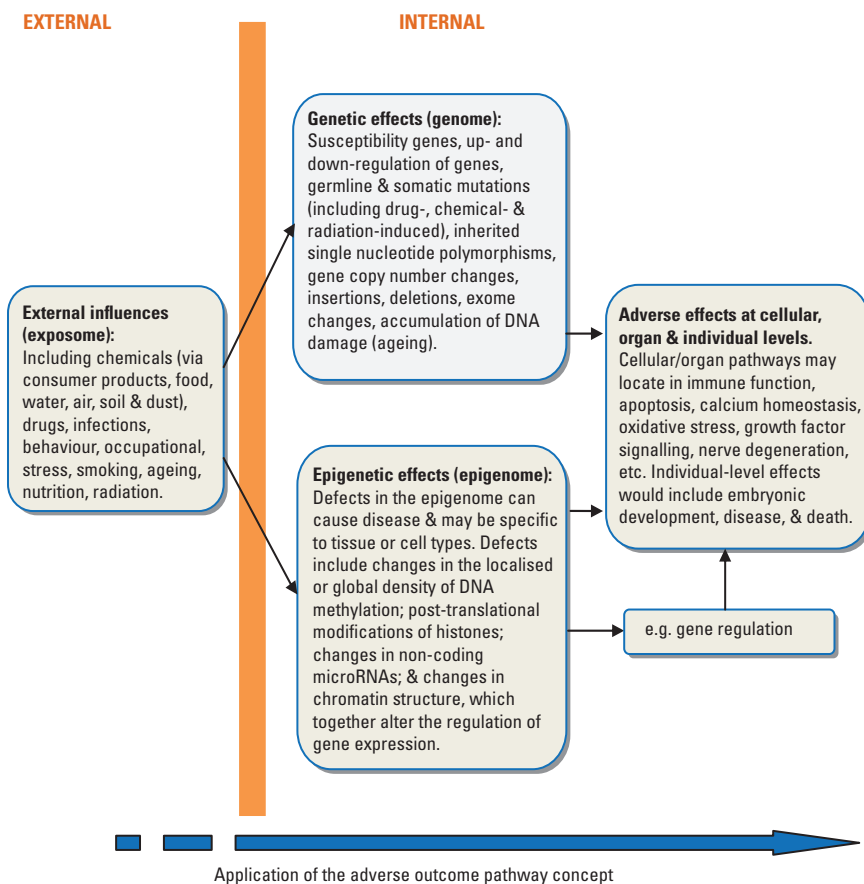 EXTERNAL
INTERNAL
External influences
(exposome):
Including chemicals (via
consumer products, food,
water, air, soil & dust),
drugs, infections,
behaviour, occupational,
stress, smoking, ageing,
nutrition, radiation.
Genetic effects (genome):
Susceptibility genes, up- and
down-regulation of genes,
germline & somatic mutations
(including drug-, chemical- &
radiation-induced), inherited
single nucleotide polymorphisms,
gene copy number changes,
insertions, deletions, exome
changes, accumulation of DNA
damage (ageing).
Epigenetic effects (epigenome):
Defects in the epigenome can
cause disease & may be specific
to tissue or cell types. Defects
include changes in the localised
or global density of DNA
methylation; post-translational
modifications of histones;
changes in non-coding
microRNAs; & changes in
chromatin structure, which
together alter the regulation of
gene expression.
Adverse effects at cellular,
organ & individual levels.
Cellular/organ pathways may
locate in immune function,
apoptosis, calcium homeostasis,
oxidative stress, growth factor
signalling, nerve degeneration,
etc. Individual-level effects
would include embryonic
development, disease, & death.
e.g. gene regulation
Application of the adverse outcome pathway concept